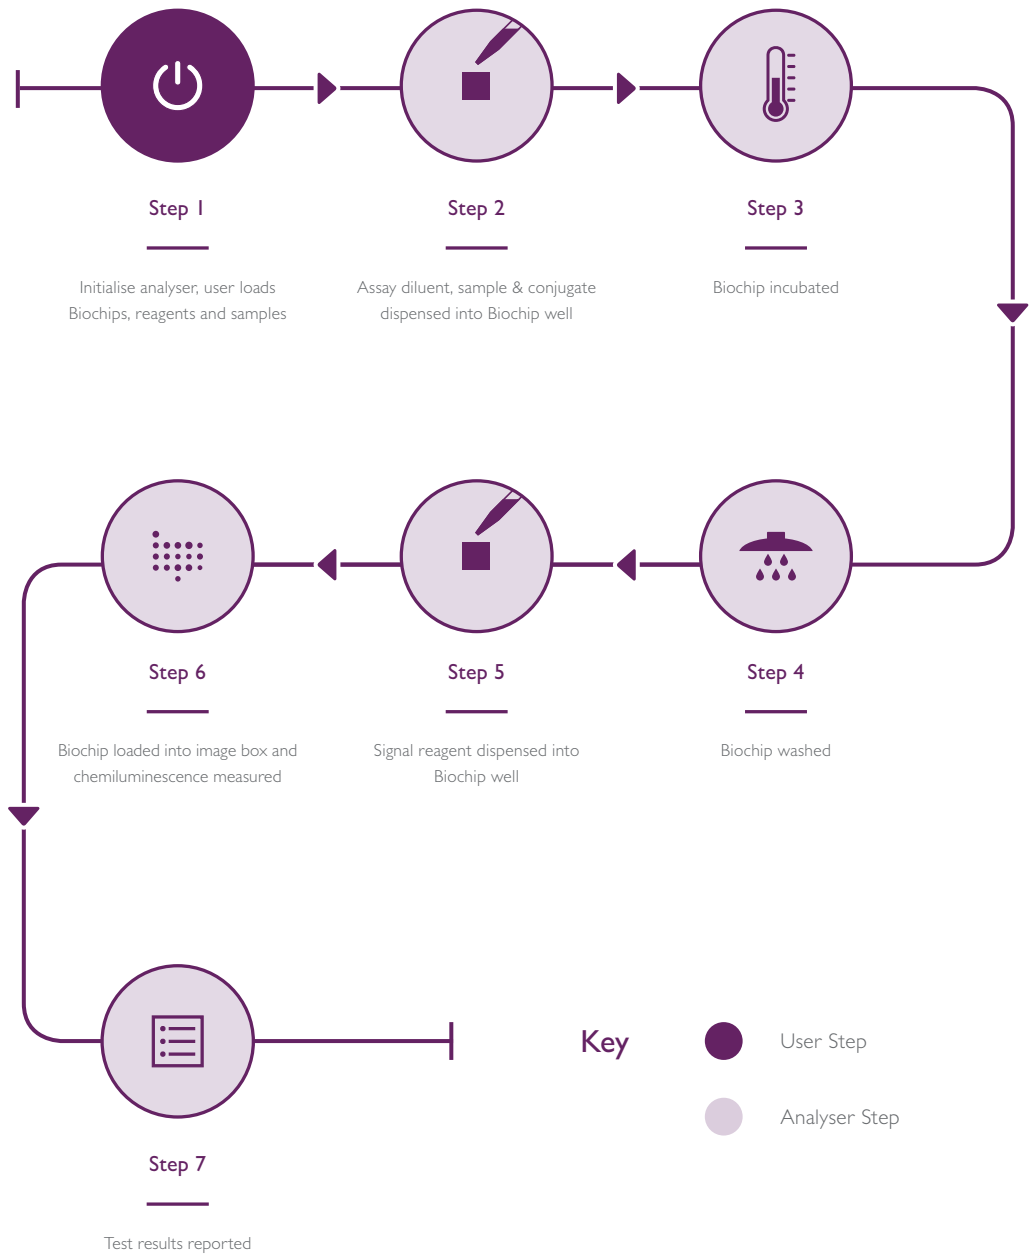 Step 1
Initialise analyser, user loads
Biochips, reagents and samples
Step 2
Assay diluent, sample & conjugate
dispensed into Biochip well
Step 3
Biochip incubated
Step 4
Biochip washed
Step 5
Signal reagent dispensed into
Biochip well
Step 6
Biochip loaded into image box and
chemiluminescence measured
Step 7
Test results reported
Key
User Step
Analyser Step